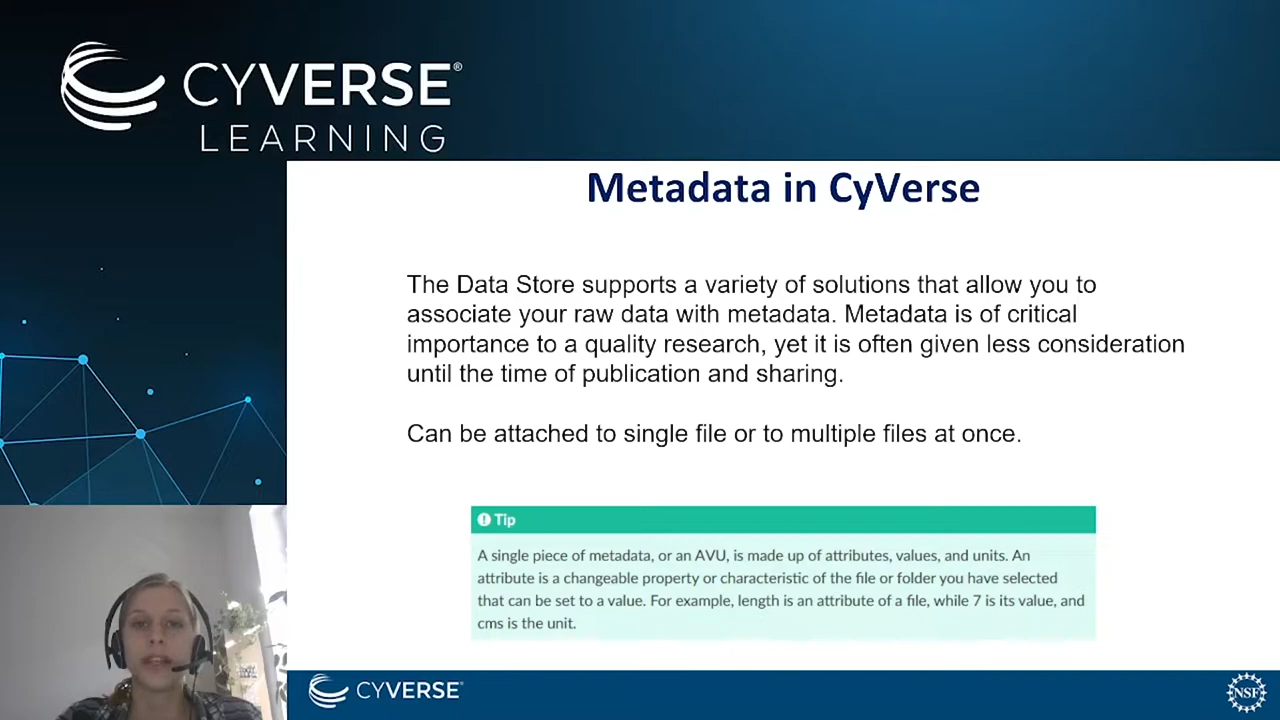 CYVERSE®
LEARNING
Metadata in CyVerse
The Data Store supports a variety of solutions that allow you to
associate your raw data with metadata. Metadata is of critical
importance to a quality research, yet it is often given less consideration
until the time of publication and sharing.
Can be attached to single file or to multiple files at once.
Tip
A single piece of metadata, or an AVU, is made up of attributes, values, and units. An
attribute is a changeable property or characteristic of the file or folder you have selected
that can be set to a value. For example, length is an attribute of a file, while 7 is its value, and
cms is the unit.
CYVERSE®
NSF